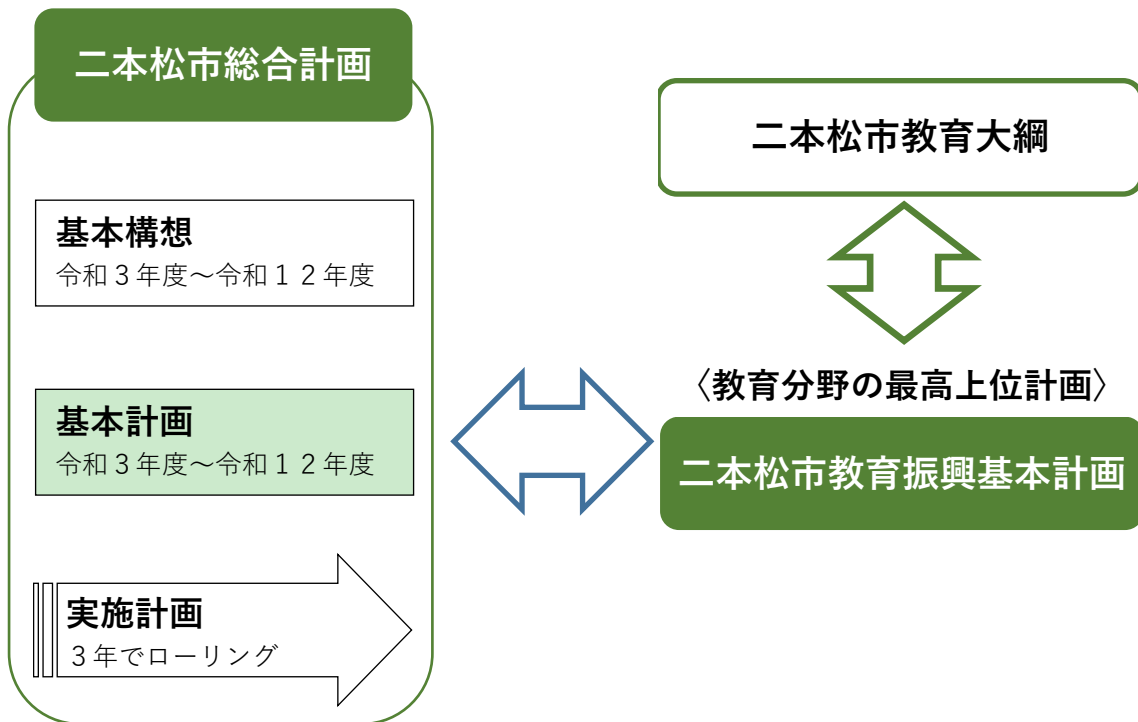 二本松市総合計画
基本構想
令和３年度～令和１２年度
基本計画
令和３年度～令和１２年度
実施計画
３年でローリング
二本松市教育大綱
〈教育分野の最高上位計画〉
二本松市教育振興基本計画